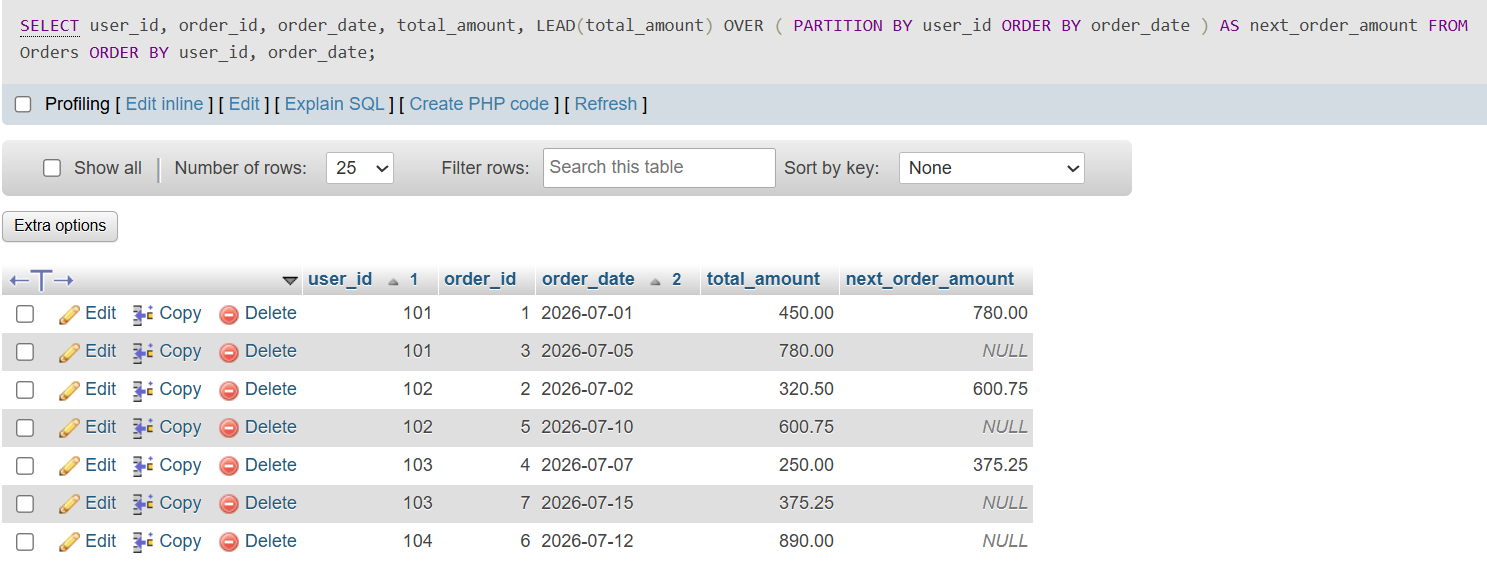 SELECT user_id, order_id, order_date, total_amount, LEAD(total_amount) OVER ( PARTITION BY user_id ORDER BY order_date ) AS next_order_amount FROM
Orders ORDER BY user_id, order_date;
Profiling [ Edit inline ] [ Edit ] [ Explain SQL ] [ Create PHP code ] [ Refresh ]
Show all Number of rows: 25 Filter rows: Search this table Sort by key: None
Extra options
user_id 1 order_id order_date 2 total_amount next_order_amount
Edit Copy Delete 101 1 2026-07-01 450.00 780.00
Edit Copy Delete 101 3 2026-07-05 780.00 NULL
Edit Copy Delete 102 2 2026-07-02 320.50 600.75
Edit Copy Delete 102 5 2026-07-10 600.75 NULL
Edit Copy Delete 103 4 2026-07-07 250.00 375.25
Edit Copy Delete 103 7 2026-07-15 375.25 NULL
Edit Copy Delete 104 6 2026-07-12 890.00 NULL